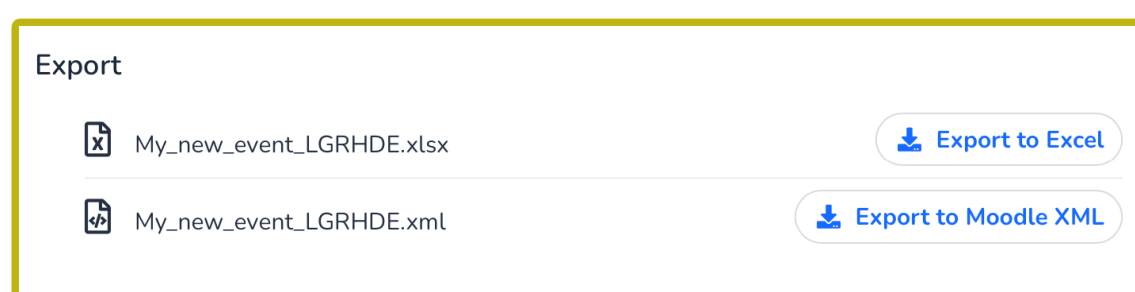 Export
My_new_event_LGRHDE.xlsx Export to Excel
My_new_event_LGRHDE.xml Export to Moodle XML